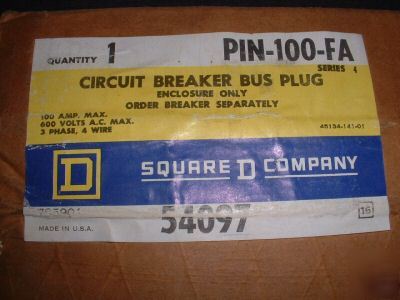 QUANTITY 1 PIN-100-FA
SERIES 4
CIRCUIT BREAKER BUS PLUG
ENCLOSURE ONLY
ORDER BREAKER SEPARATELY
100 AMP. MAX.
600 VOLTS A.C. MAX.
3 PHASE, 4 WIRE
45134-141-01
D SQUARE D COMPANY
54097
16
MADE IN U.S.A.